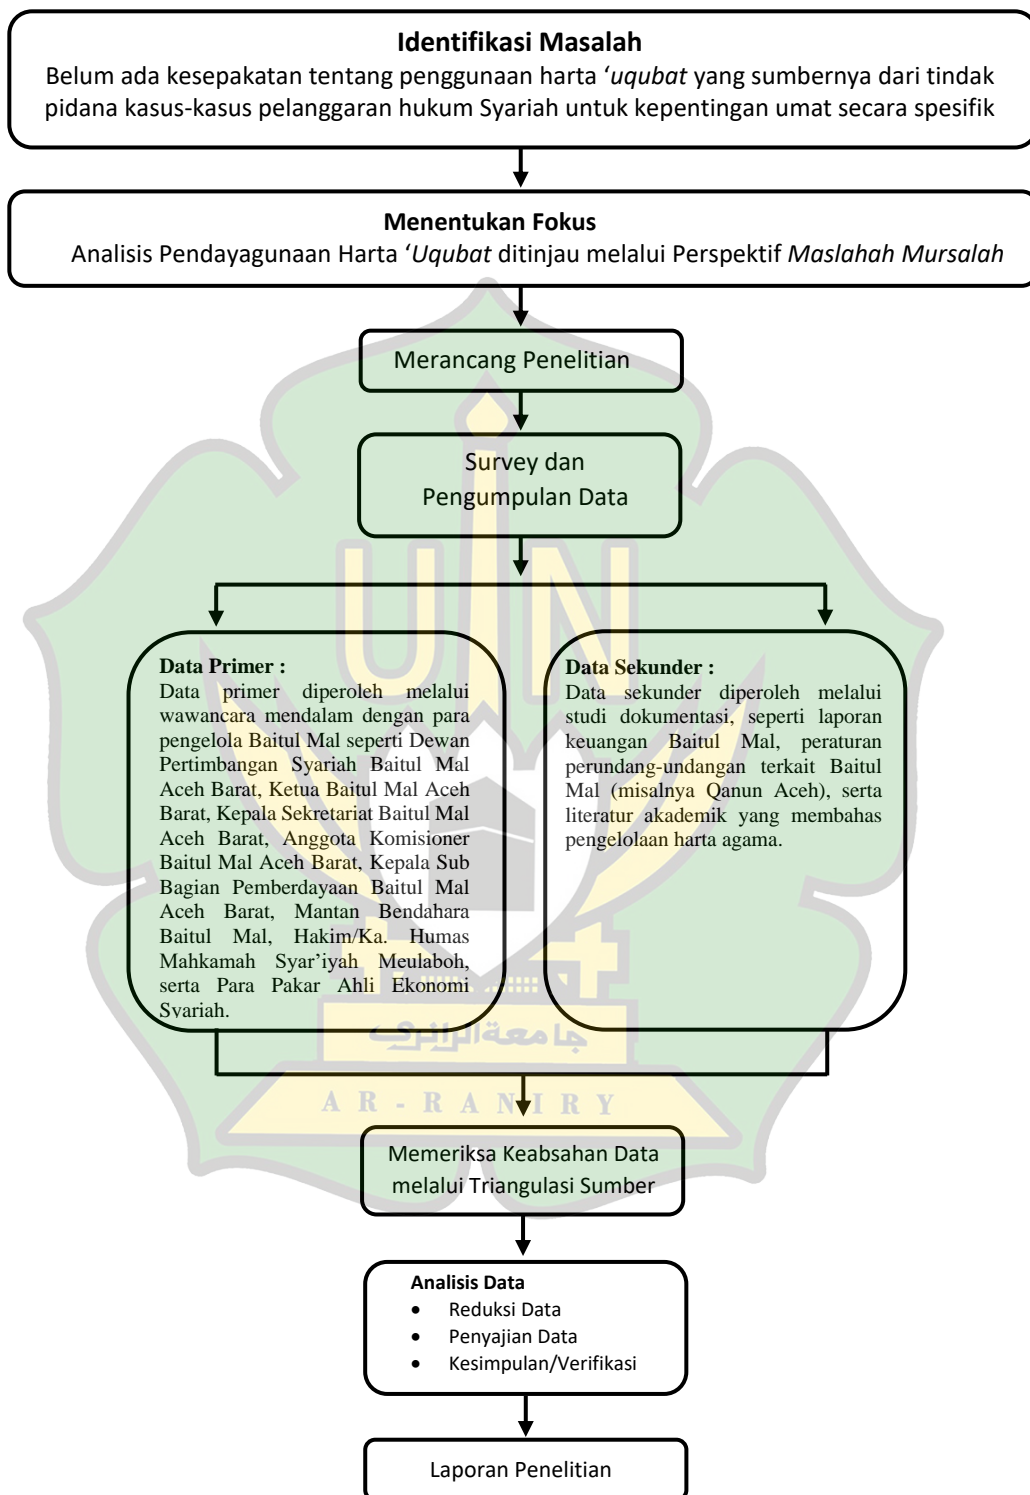 Identifikasi Masalah
Belum ada kesepakatan tentang penggunaan harta ‘uqubat yang sumbernya dari tindak
pidana kasus-kasus pelanggaran hukum Syariah untuk kepentingan umat secara spesifik
Menentukan Fokus
Analisis Pendayagunaan Harta ‘Uqubat ditinjau melalui Perspektif Maslahah Mursalah
Merancang Penelitian
Survey dan
Pengumpulan Data
UIN
Data Primer :
Data primer diperoleh melalui
wawancara mendalam dengan para
pengelola Baitul Mal seperti Dewan
Pertimbangan Syariah Baitul Mal
Aceh Barat, Ketua Baitul Mal Aceh
Barat, Kepala Sekretariat Baitul Mal
Aceh Barat, Anggota Komisioner
Baitul Mal Aceh Barat, Kepala Sub
Bagian Pemberdayaan Baitul Mal
Aceh Barat, Mantan Bendahara
Baitul Mal, Hakim/Ka. Humas
Mahkamah Syar’iyah Meulaboh,
serta Para Pakar Ahli Ekonomi
Syariah.
Data Sekunder :
Data sekunder diperoleh melalui
studi dokumentasi, seperti laporan
keuangan Baitul Mal, peraturan
perundang-undangan terkait Baitul
Mal (misalnya Qanun Aceh), serta
literatur akademik yang membahas
pengelolaan harta agama.
جامعة الرانري
AR-RANIRY
Memeriksa Keabsahan Data
melalui Triangulasi Sumber
Analisis Data
• Reduksi Data
• Penyajian Data
• Kesimpulan/Verifikasi
Laporan Penelitian